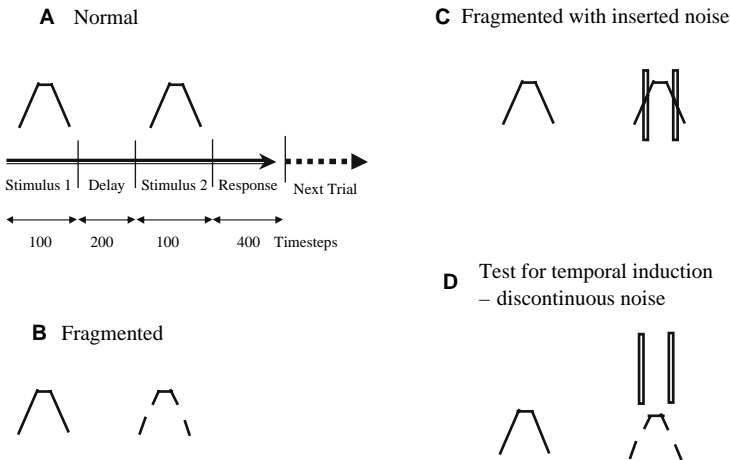 A Normal
Stimulus 1 Delay Stimulus 2 Response Next Trial
100 200 100 400 Timesteps
B Fragmented
C Fragmented with inserted noise
D Test for temporal induction
– discontinuous noise